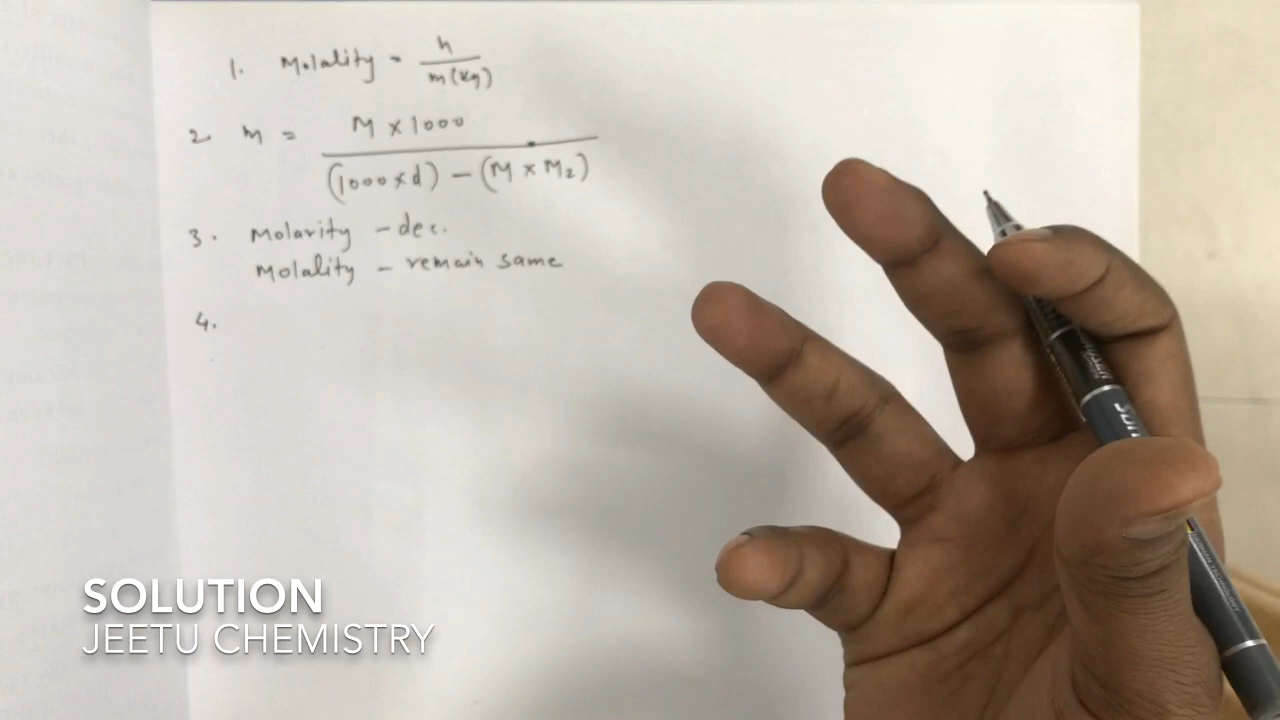 1. Molality = n / m(Kg)
2. m = M x 1000 / (1000 x d) - (M x M₂)
3. Molarity - dec.
Molality - remain same
4.
SOLUTION
JEETU CHEMISTRY